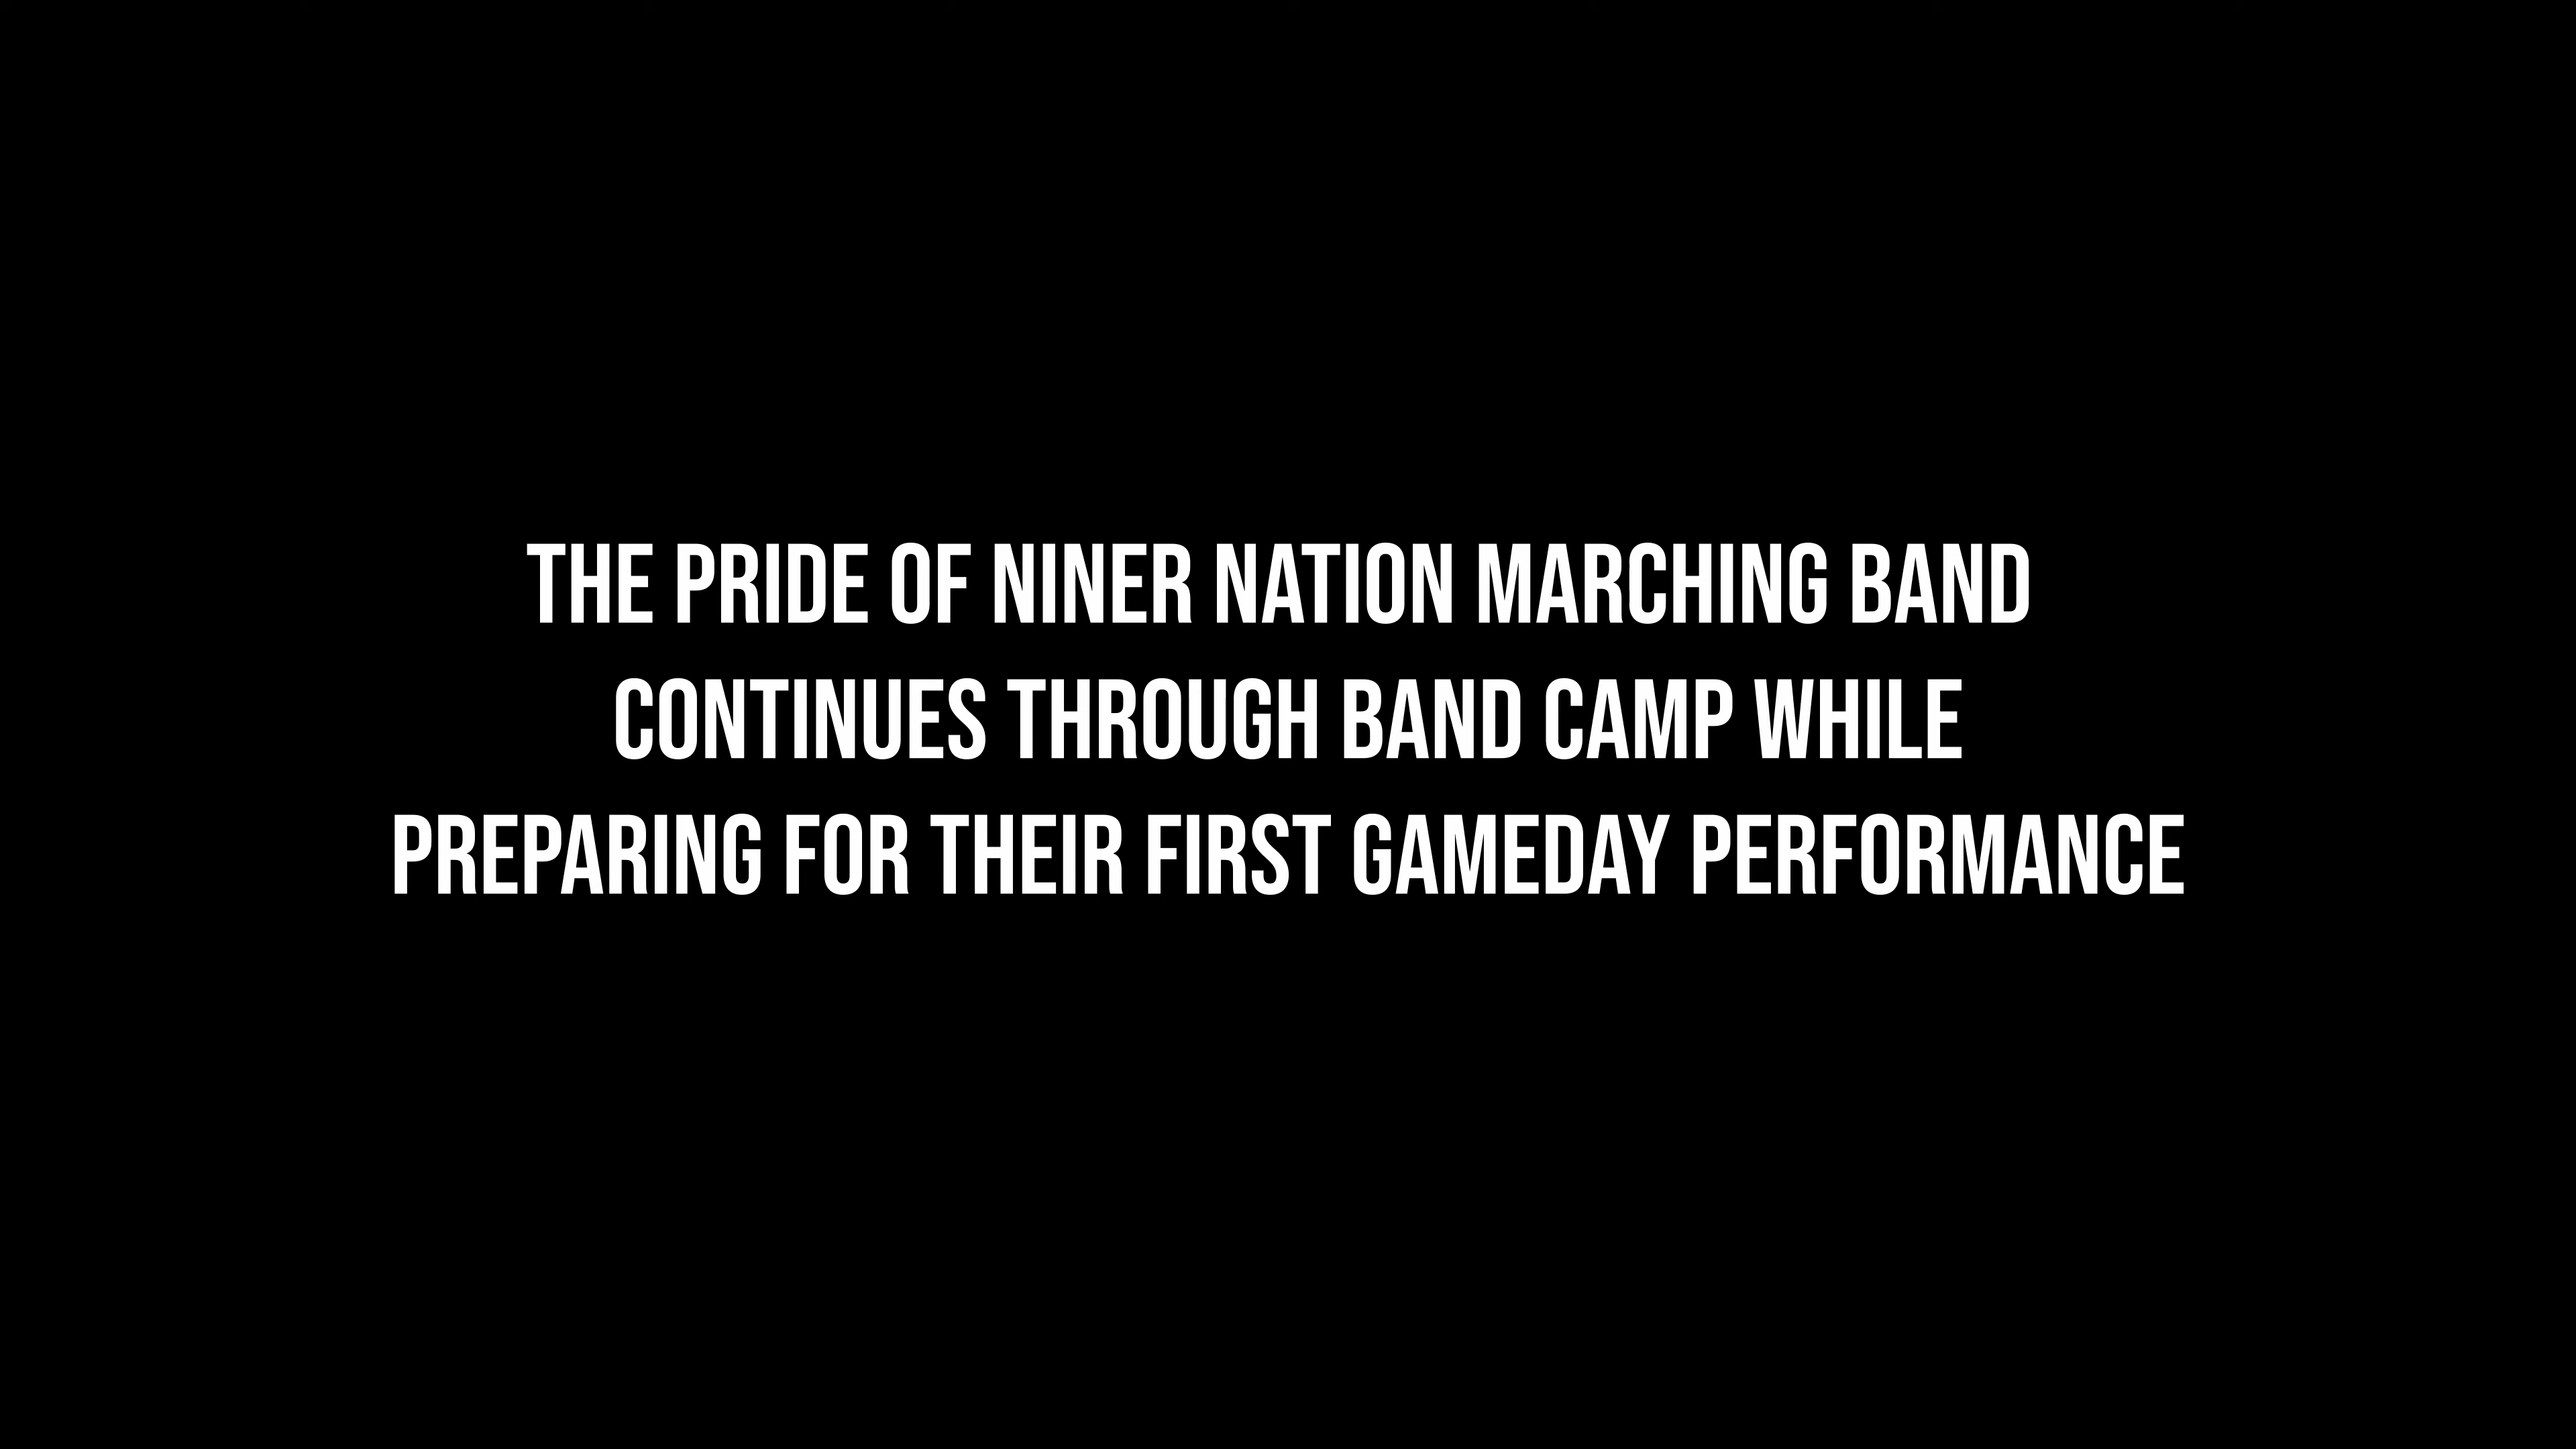 THE PRIDE OF NINER NATION MARCHING BAND
CONTINUES THROUGH BAND CAMP WHILE
PREPARING FOR THEIR FIRST GAMEDAY PERFORMANCE